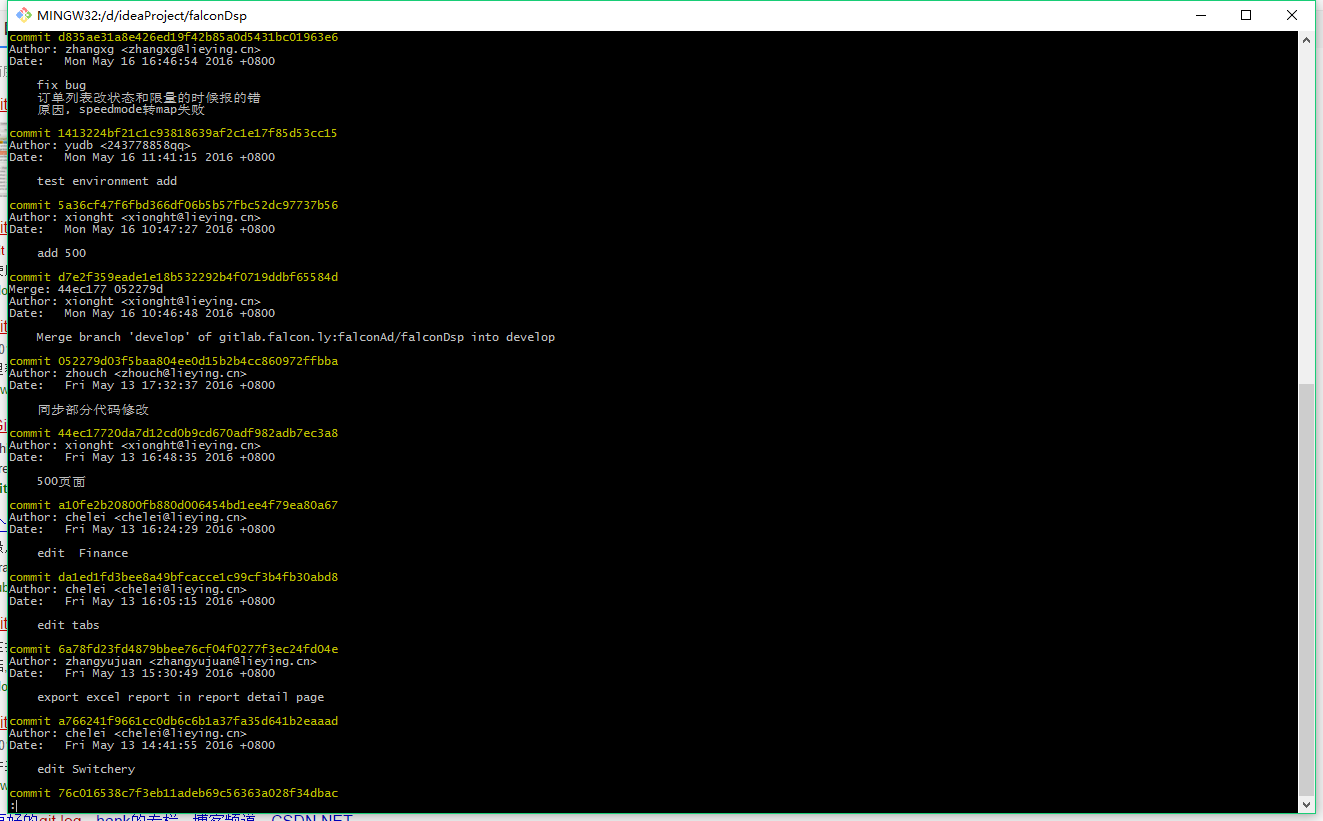 MINGW32:/d/ideaProject/falconDsp
commit d835ae31a8e426ed19f42b85a0d5431bc01963e6
Author: zhangxg <zhangxg@lieying.cn>
Date:   Mon May 16 16:46:54 2016 +0800
fix bug
订单列表改状态和限量的时候报的错
原因, speedmode转map失败
commit 1413224bf21c1c93818639af2c1e17f85d53cc15
Author: yudb <243778858qq>
Date:   Mon May 16 11:41:15 2016 +0800
test environment add
commit 5a36cf47f6fbd366df06b5b57fbc52dc97737b56
Author: xionght <xionght@lieying.cn>
Date:   Mon May 16 10:47:27 2016 +0800
add 500
commit d7e2f359eade1e18b532292b4f0719ddbf65584d
Merge: 44ec177 052279d
Author: xionght <xionght@lieying.cn>
Date:   Mon May 16 10:46:48 2016 +0800
Merge branch 'develop' of gitlab.falcon.ly:falconAd/falconDsp into develop
commit 052279d03f5baa804ee0d15b2b4cc860972ffbba
Author: zhouch <zhouch@lieying.cn>
Date:   Fri May 13 17:32:37 2016 +0800
同步部分代码修改
commit 44ec17720da7d12cd0b9cd670adf982adb7ec3a8
Author: xionght <xionght@lieying.cn>
Date:   Fri May 13 16:48:35 2016 +0800
500页面
commit a10fe2b20800fb880d006454bd1ee4f79ea80a67
Author: chelei <chelei@lieying.cn>
Date:   Fri May 13 16:24:29 2016 +0800
edit  Finance
commit da1ed1fd3bee8a49bfcacce1c99cf3b4fb30abd8
Author: chelei <chelei@lieying.cn>
Date:   Fri May 13 16:05:15 2016 +0800
edit tabs
commit 6a78fd23fd4879bbee76cf04f0277f3ec24fd04e
Author: zhangyujuan <zhangyujuan@lieying.cn>
Date:   Fri May 13 15:30:49 2016 +0800
export excel report in report detail page
commit a766241f9661cc0db6c6b1a37fa35d641b2eaaad
Author: chelei <chelei@lieying.cn>
Date:   Fri May 13 14:41:55 2016 +0800
edit Switchery
commit 76c016538c7f3eb11adeb69c56363a028f34dbac
: